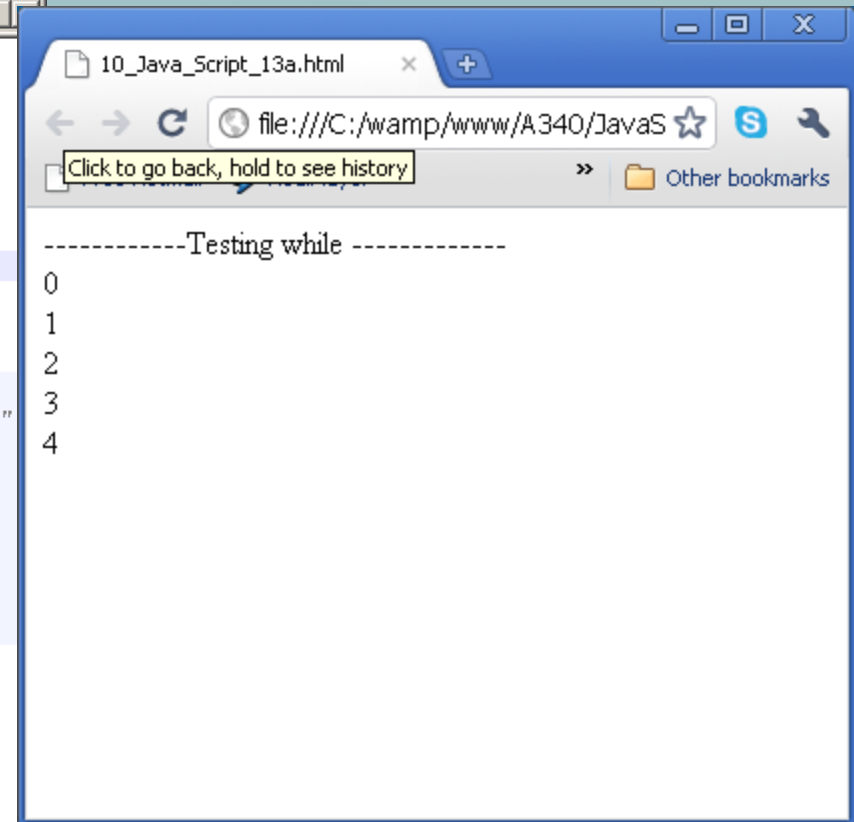 10_Java_Script_13a.html
file:///C:/wamp/www/A340/JavaS
Click to go back, hold to see history
» Other bookmarks
------------Testing while -------------
0
1
2
3
4
"